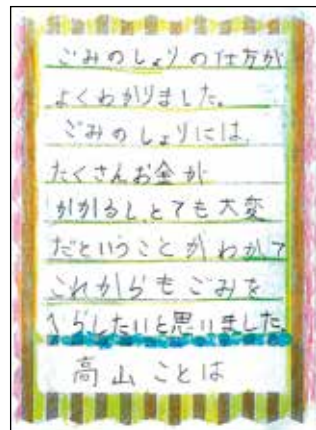 ごみのしょりの仕方が
よくわかりました。
ごみのしょりには、
たくさんお金が
かかるし、とても大変
だということがわかって
これからもごみを
へらしたいと思いました。
高山ことは